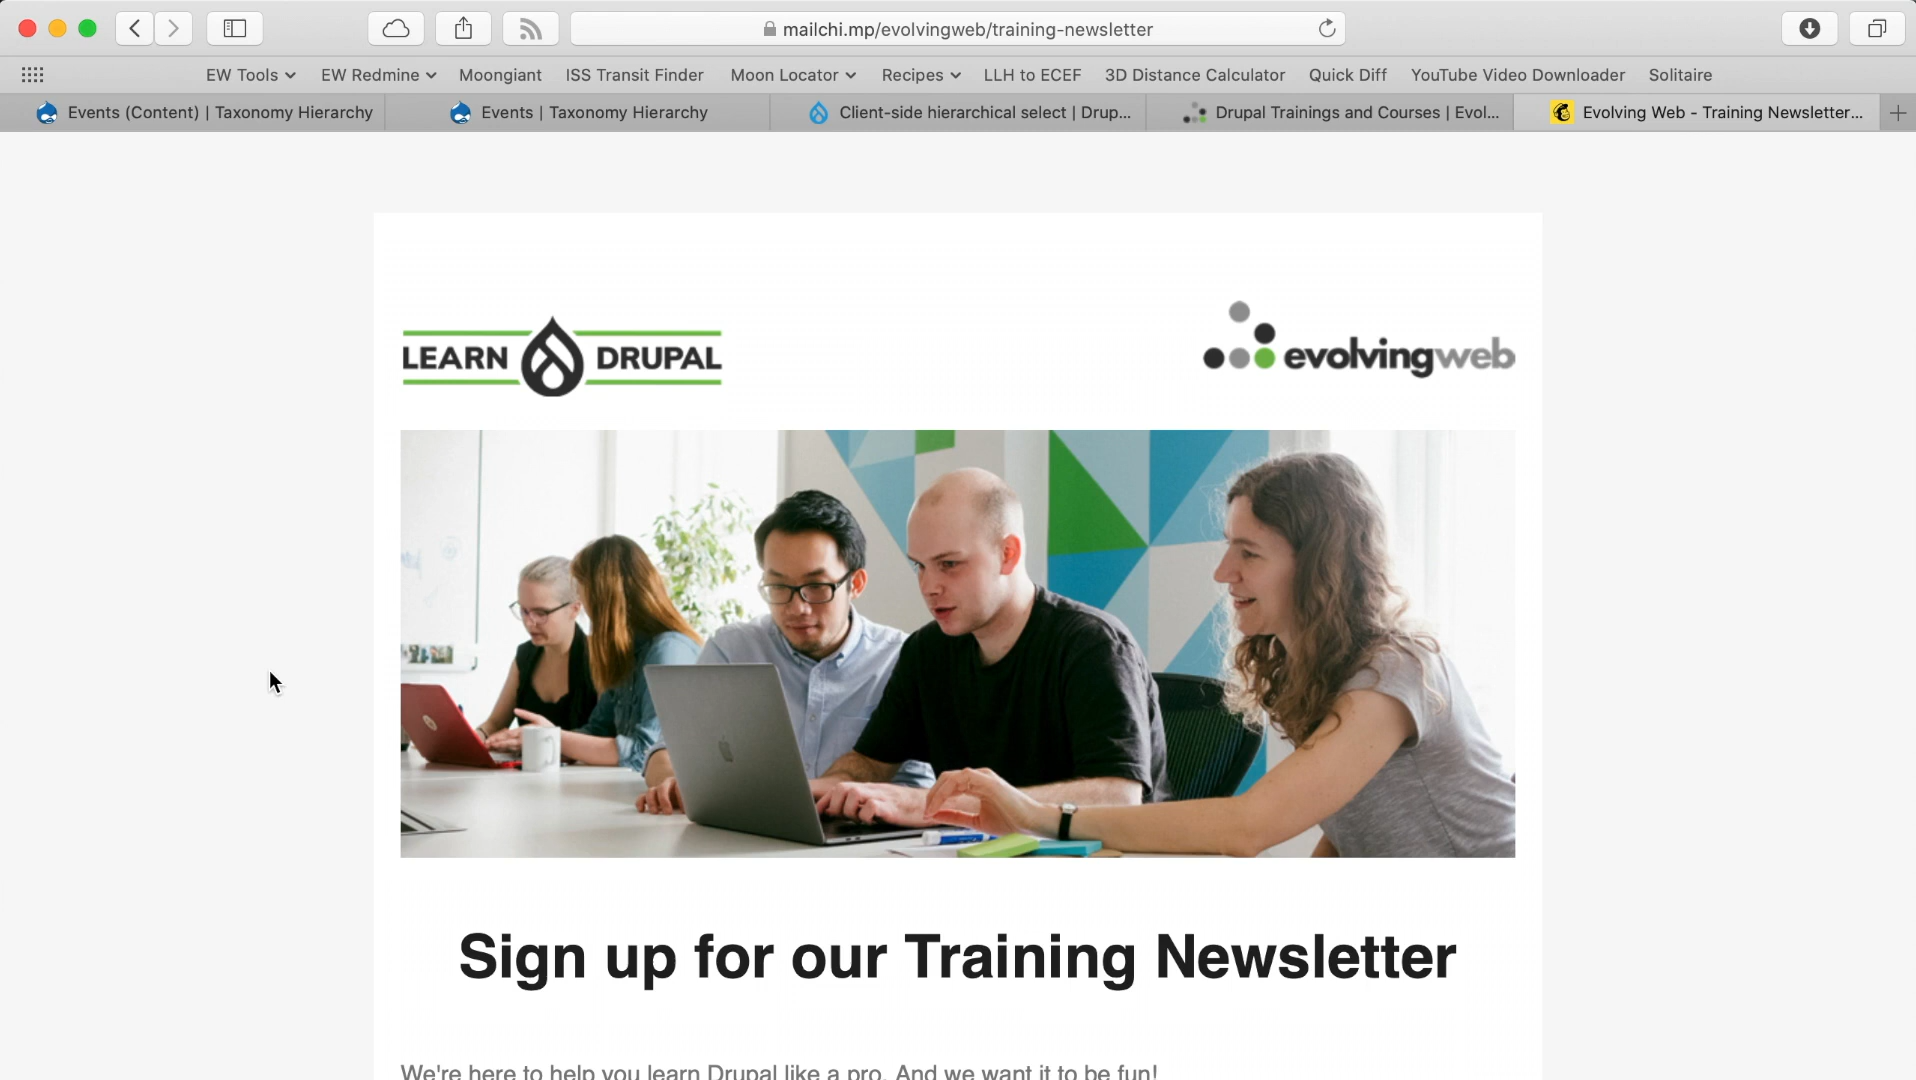 mailchi.mp/evolvingweb/training-newsletter
EW Tools EW Redmine Moongiant ISS Transit Finder Moon Locator Recipes LLH to ECEF 3D Distance Calculator Quick Diff YouTube Video Downloader Solitaire
Events (Content) | Taxonomy Hierarchy Events | Taxonomy Hierarchy Client-side hierarchical select | Drup... Drupal Trainings and Courses | Evol... Evolving Web - Training Newsletter...
LEARN DRUPAL evolvingweb
Sign up for our Training Newsletter
We're here to help you learn Drupal like a pro. And we want it to be fun!